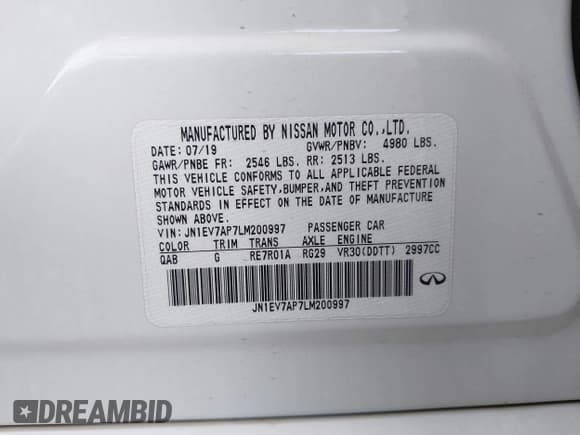 MANUFACTURED BY NISSAN MOTOR CO.,LTD.
DATE: 07/19 GVWR/PNBV: 4980 LBS.
GAWR/PNBE FR: 2546 LBS. RR: 2513 LBS.
THIS VEHICLE CONFORMS TO ALL APPLICABLE FEDERAL
MOTOR VEHICLE SAFETY,BUMPER,AND THEFT PREVENTION
STANDARDS IN EFFECT ON THE DATE OF MANUFACTURE
SHOWN ABOVE.
VIN: JN1EV7AP7LM200997 PASSENGER CAR
COLOR TRIM TRANS AXLE ENGINE
QAB G RE7R01A RG29 VR30(DDTT) 2997CC
JN1EV7AP7LM200997
DREAMBID